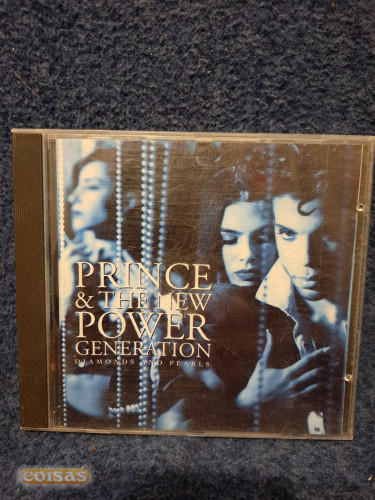 PRINCE
& THE NEW
POWER
GENERATION
DIAMONDS AND PEARLS
coisas